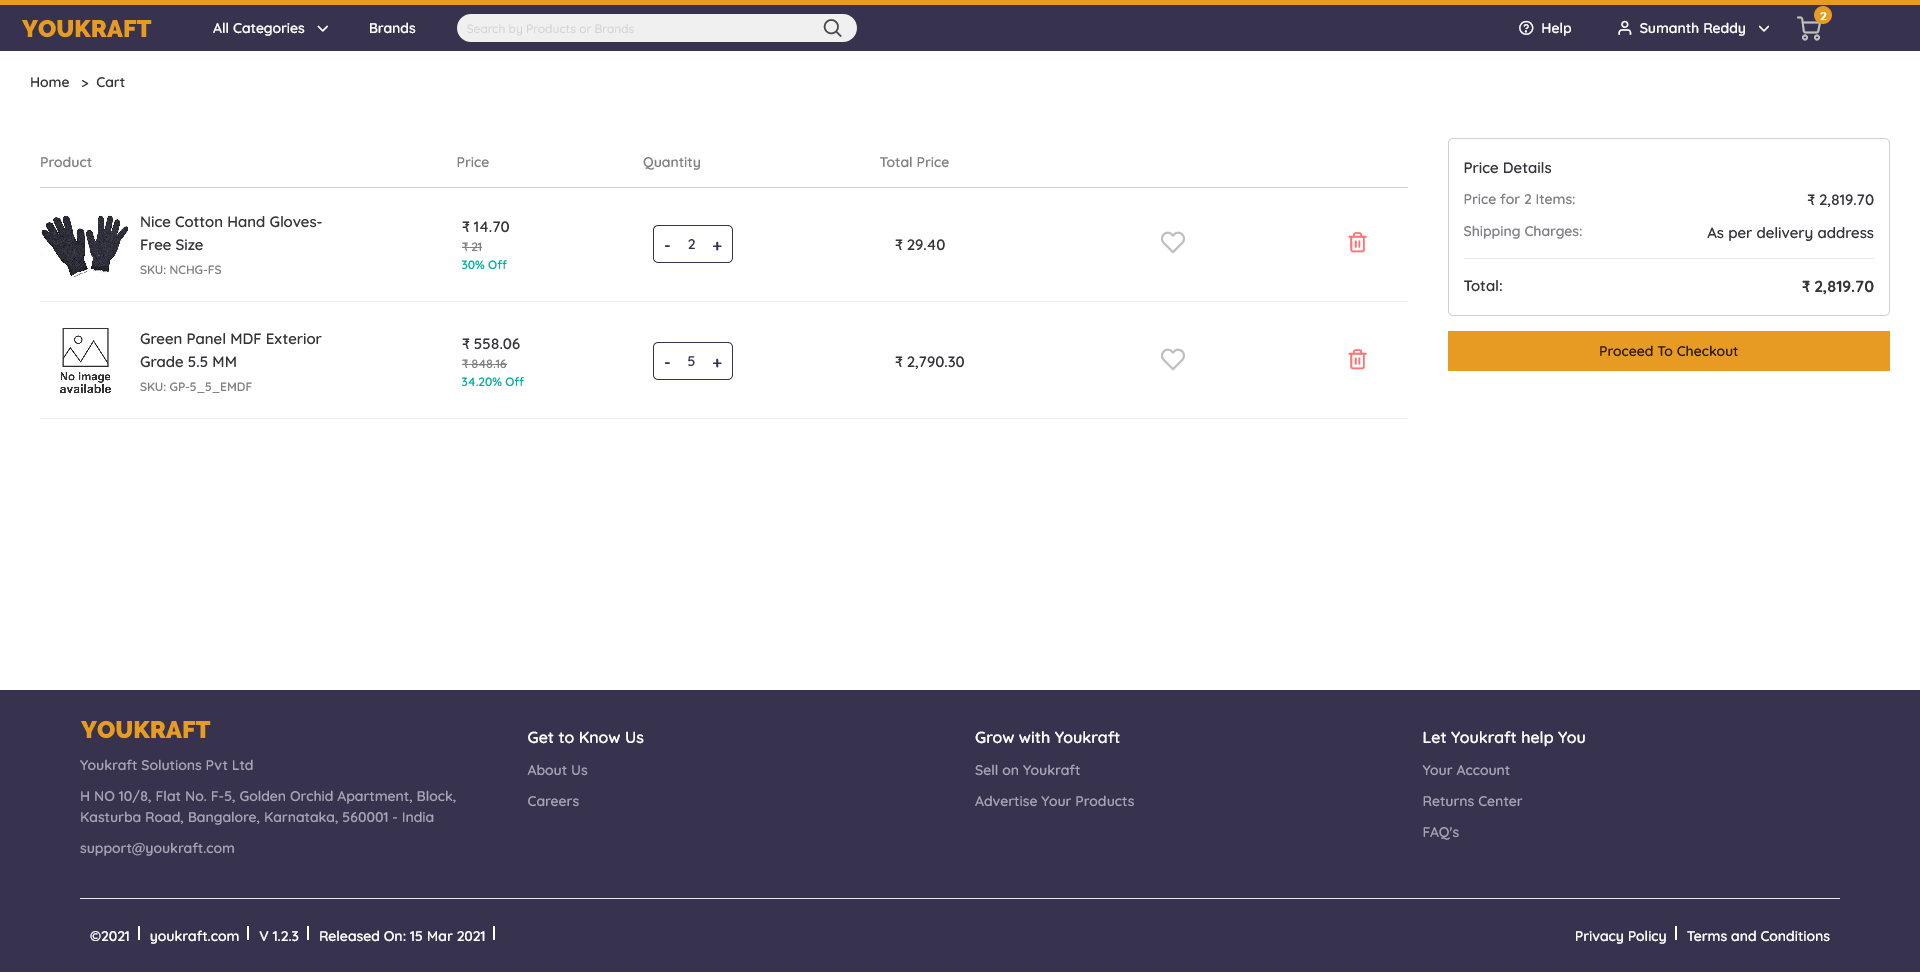 YOUKRAFT
All Categories
Brands
Search by Products or Brands
Help
Sumanth Reddy
2
Home > Cart
Product Price Quantity Total Price
Nice Cotton Hand Gloves-
Free Size
SKU: NCHG-FS
₹ 14.70
₹ 21
30% Off
- 2 +
₹ 29.40
No image
available
Green Panel MDF Exterior
Grade 5.5 MM
SKU: GP-5_5_EMDF
₹ 558.06
₹ 848.16
34.20% Off
- 5 +
₹ 2,790.30
Price Details
Price for 2 Items: ₹ 2,819.70
Shipping Charges: As per delivery address
Total: ₹ 2,819.70
Proceed To Checkout
YOUKRAFT
Youkraft Solutions Pvt Ltd
H NO 10/8, Flat No. F-5, Golden Orchid Apartment, Block,
Kasturba Road, Bangalore, Karnataka, 560001 - India
support@youkraft.com
Get to Know Us
About Us
Careers
Grow with Youkraft
Sell on Youkraft
Advertise Your Products
Let Youkraft help You
Your Account
Returns Center
FAQ's
©2021 | youkraft.com | V 1.2.3 | Released On: 15 Mar 2021 |
Privacy Policy | Terms and Conditions